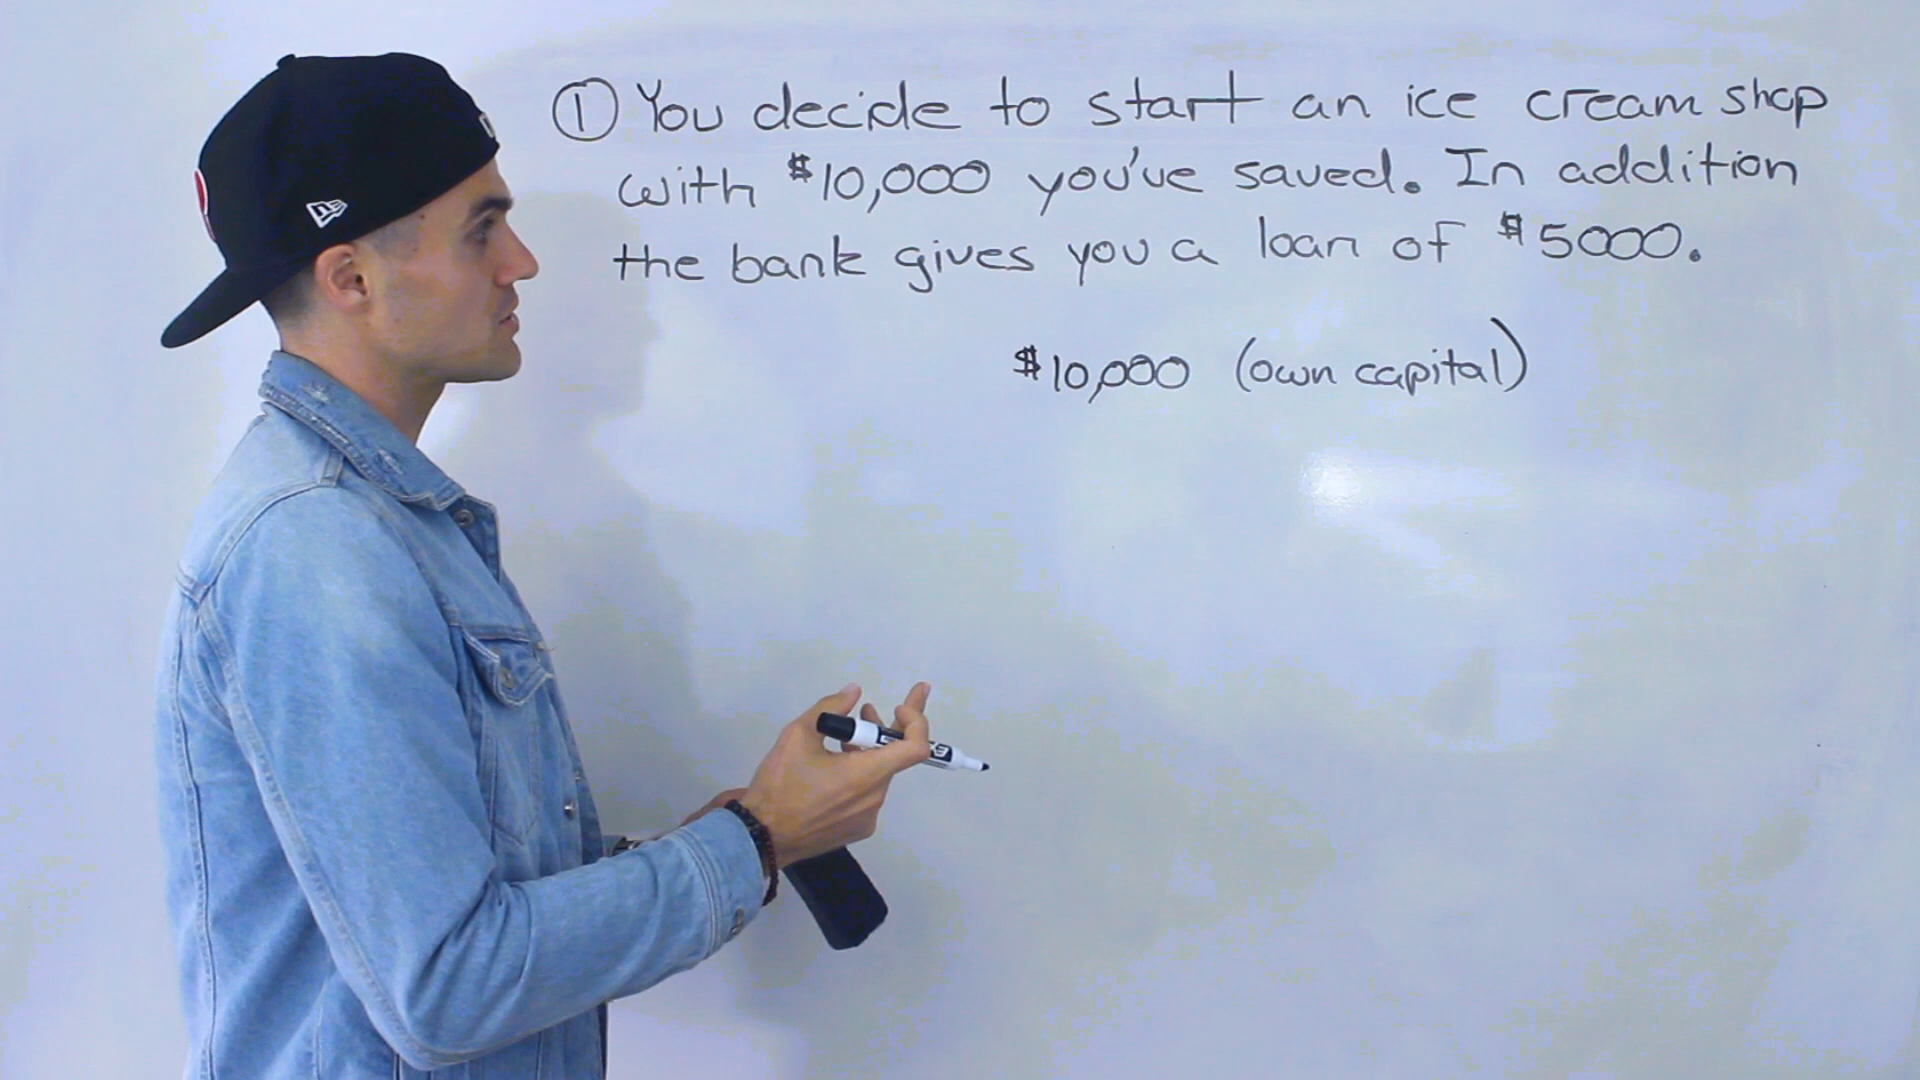 ① You decide to start an ice cream shop
with $10,000 you've saved. In addition
the bank gives you a loan of $5000.
$10,000 (own capital)